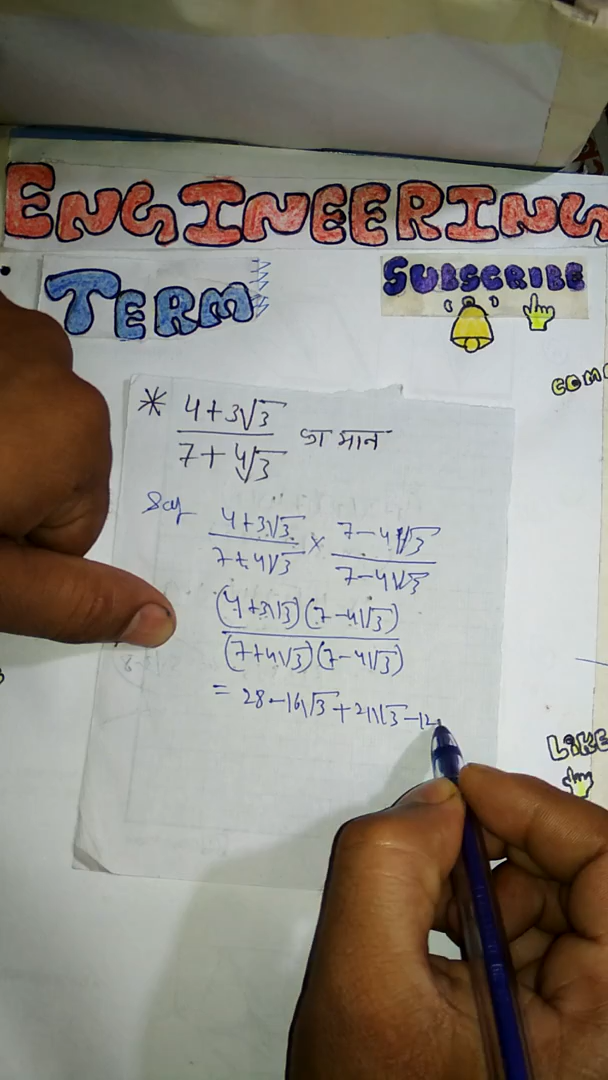 ENGINEERING
TERM
SUBSCRIBE
COM
* 4+3√3
7+4√3 का मान
4+3√3 × 7-4√3
7+4√3 7-4√3
(4+3√3)(7-4√3)
(7+4√3)(7-4√3)
= 28-16√3+21√3-12
LIKE